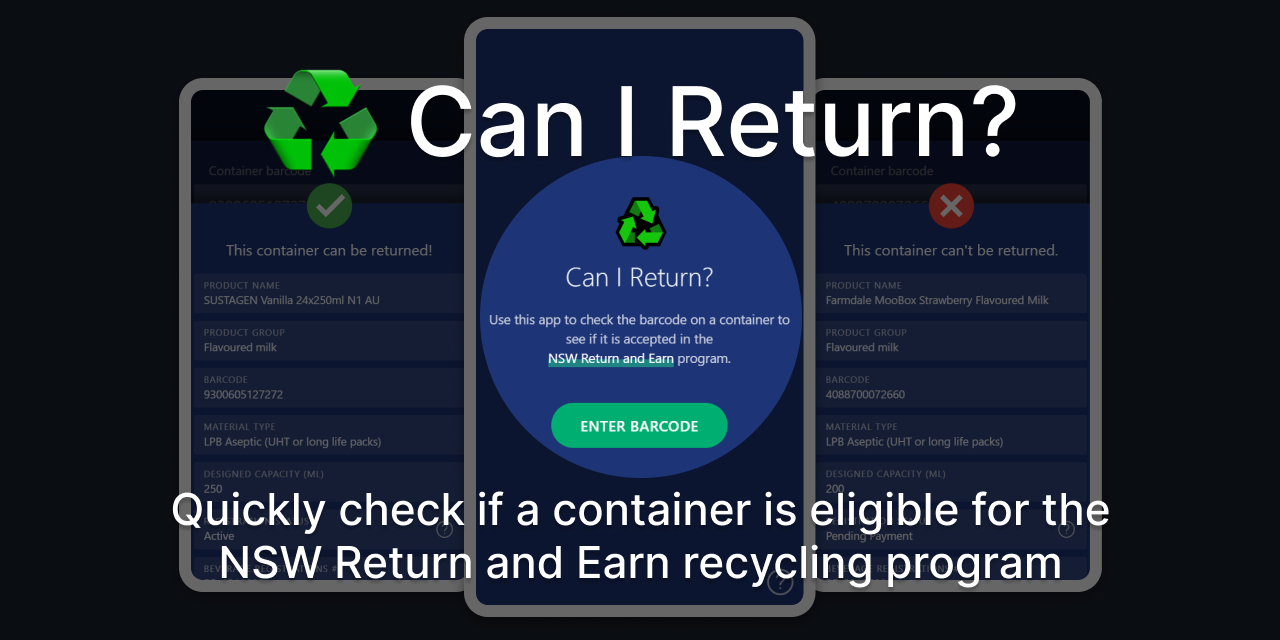 Can I Return?
Container barcode
This container can be returned!
PRODUCT NAME
SUSTAGEN Vanilla 24x250ml N1 AU
PRODUCT GROUP
Flavoured milk
BARCODE
9300605127272
MATERIAL TYPE
LPB Aseptic (UHT or long life packs)
DESIGNED CAPACITY (ML)
250
Active
Can I Return?
Use this app to check the barcode on a container to
see if it is accepted in the
NSW Return and Earn program.
ENTER BARCODE
?
Container barcode
This container can't be returned.
PRODUCT NAME
Farmdale MooBox Strawberry Flavoured Milk
PRODUCT GROUP
Flavoured milk
BARCODE
4088700072660
MATERIAL TYPE
LPB Aseptic (UHT or long life packs)
DESIGNED CAPACITY (ML)
200
Pending Payment
Quickly check if a container is eligible for the
NSW Return and Earn recycling program